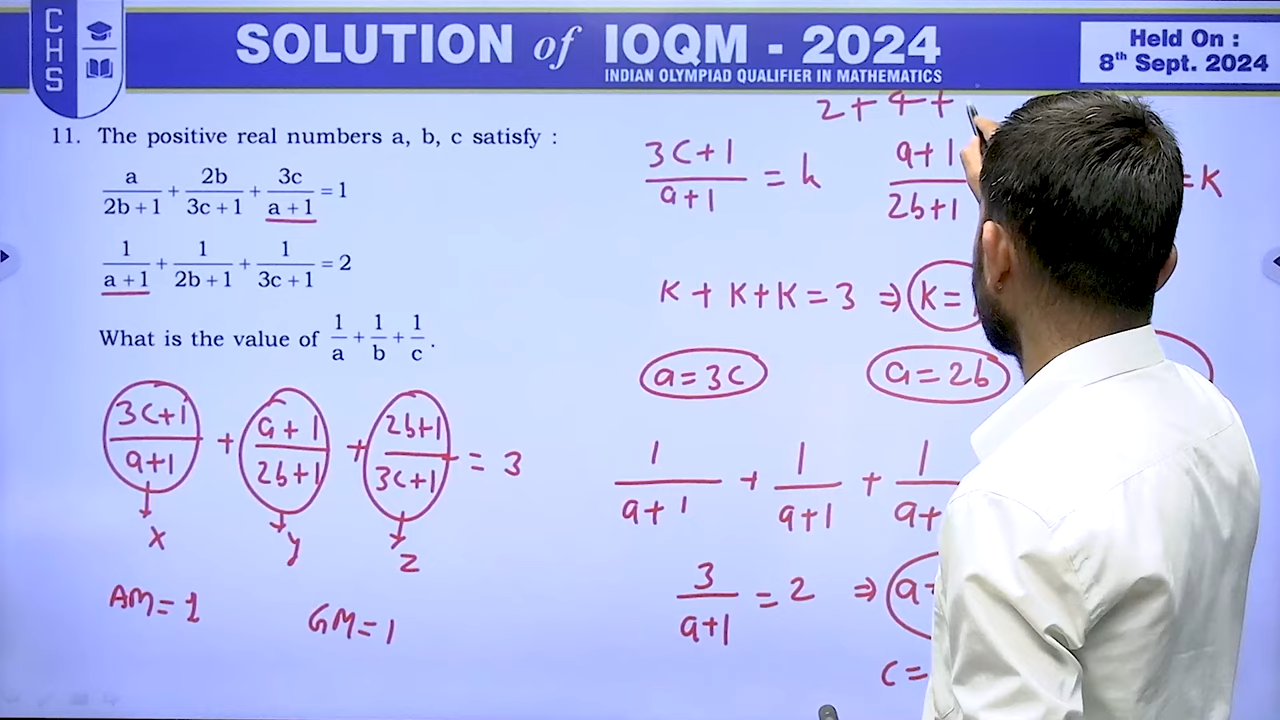 CHS
SOLUTION of IOQM - 2024
INDIAN OLYMPIAD QUALIFIER IN MATHEMATICS
Held On :
8th Sept. 2024
11. The positive real numbers a, b, c satisfy :
a/(2b+1) + 2b/(3c+1) + 3c/(a+1) = 1
1/(a+1) + 1/(2b+1) + 1/(3c+1) = 2
What is the value of 1/a + 1/b + 1/c .
(3c+1)/(a+1) + (a+1)/(2b+1) + (2b+1)/(3c+1) = 3
x y z
AM = 1 GM = 1
2 + 4 +
(3c+1)/(a+1) = k (a+1)/(2b+1) = k
k + k + k = 3 ⇒ k =
a = 3c a = 2b
1/(a+1) + 1/(a+1) + 1/(a+
3/(a+1) = 2 ⇒ a
c =